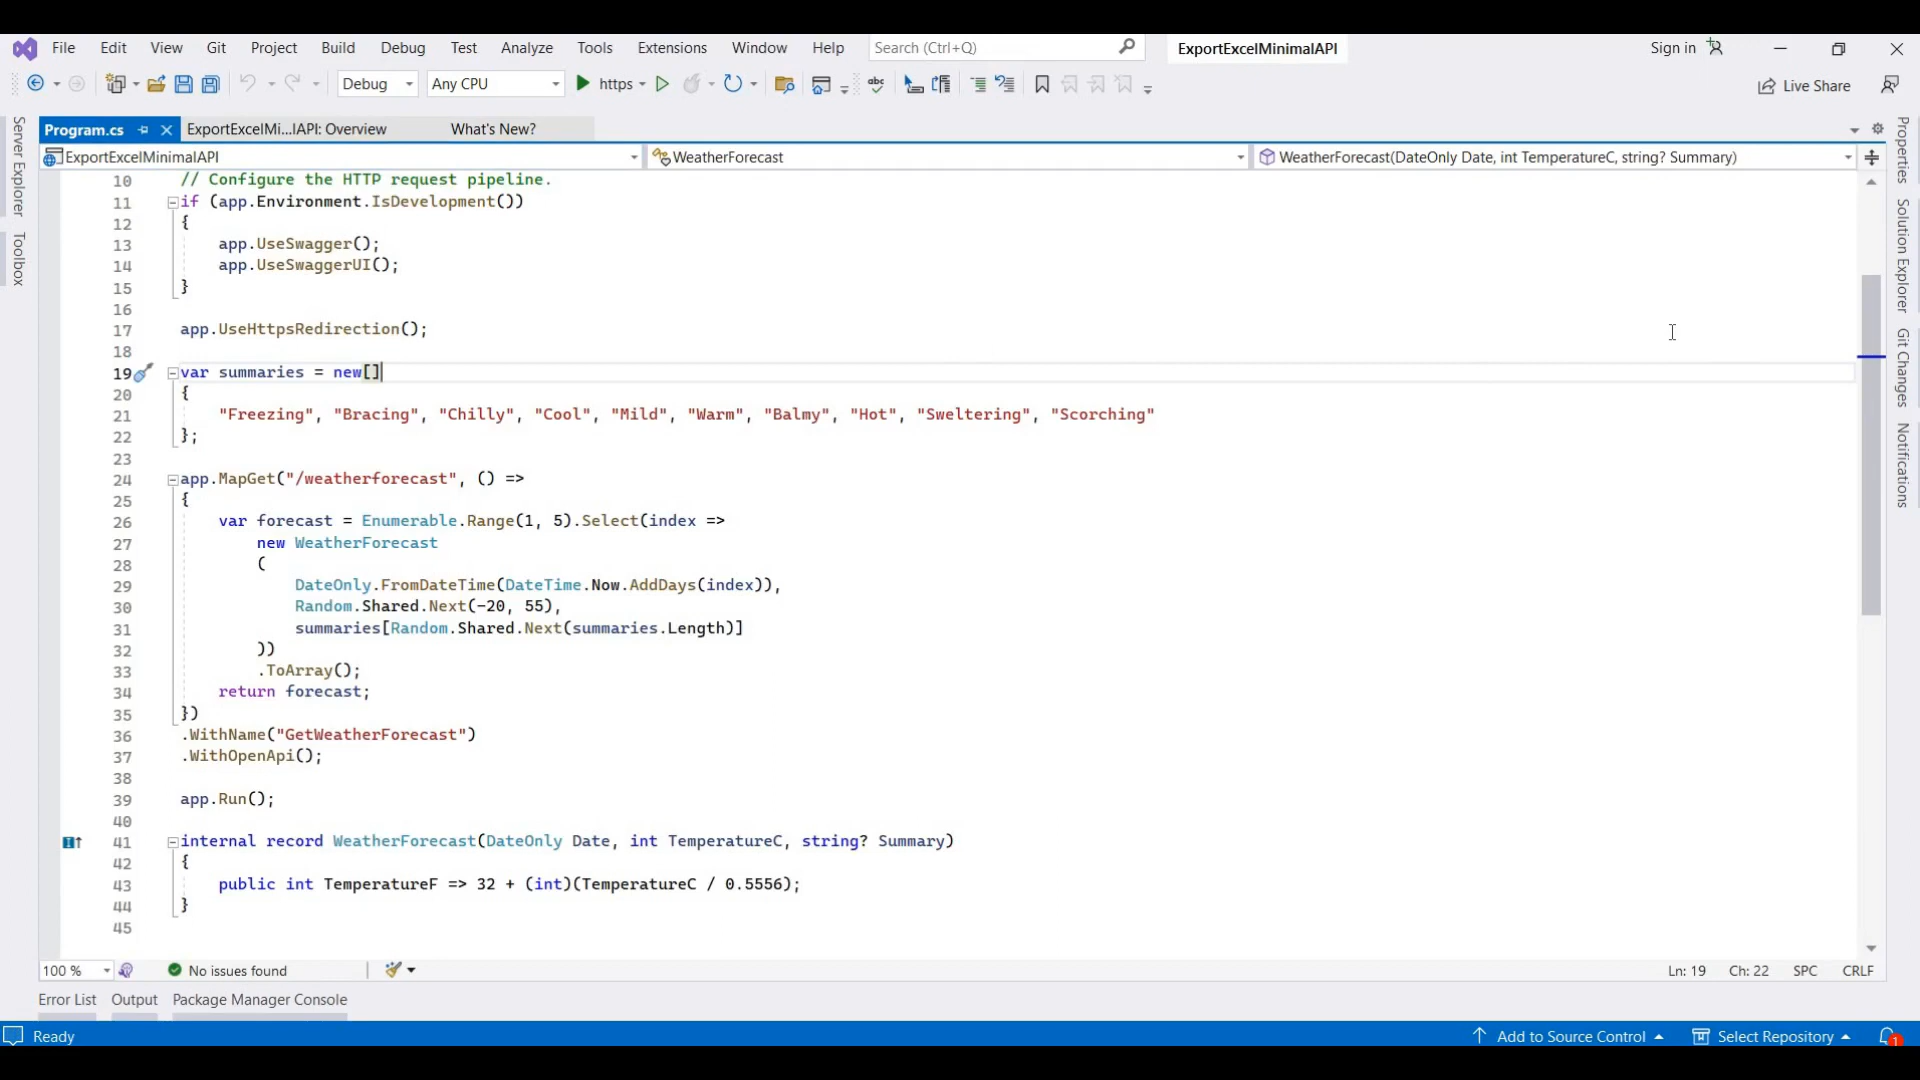 File Edit View Git Project Build Debug Test Analyze Tools Extensions Window Help Search (Ctrl+Q) ExportExcelMinimalAPI Sign in
Debug Any CPU https Live Share
Program.cs ExportExcelMi...lAPI: Overview What's New?
ExportExcelMinimalAPI WeatherForecast WeatherForecast(DateOnly Date, int TemperatureC, string? Summary)
Server Explorer
Toolbox
Properties
Solution Explorer
Git Changes
Notifications
10 // Configure the HTTP request pipeline.
11 if (app.Environment.IsDevelopment())
12 {
13 app.UseSwagger();
14 app.UseSwaggerUI();
15 }
16
17 app.UseHttpsRedirection();
18
19 var summaries = new[]
20 {
21 "Freezing", "Bracing", "Chilly", "Cool", "Mild", "Warm", "Balmy", "Hot", "Sweltering", "Scorching"
22 };
23
24 app.MapGet("/weatherforecast", () =>
25 {
26 var forecast = Enumerable.Range(1, 5).Select(index =>
27 new WeatherForecast
28 (
29 DateOnly.FromDateTime(DateTime.Now.AddDays(index)),
30 Random.Shared.Next(-20, 55),
31 summaries[Random.Shared.Next(summaries.Length)]
32 ))
33 .ToArray();
34 return forecast;
35 })
36 .WithName("GetWeatherForecast")
37 .WithOpenApi();
38
39 app.Run();
40
41 internal record WeatherForecast(DateOnly Date, int TemperatureC, string? Summary)
42 {
43 public int TemperatureF => 32 + (int)(TemperatureC / 0.5556);
44 }
45
100 % No issues found Ln: 19 Ch: 22 SPC CRLF
Error List Output Package Manager Console
Ready Add to Source Control Select Repository 1